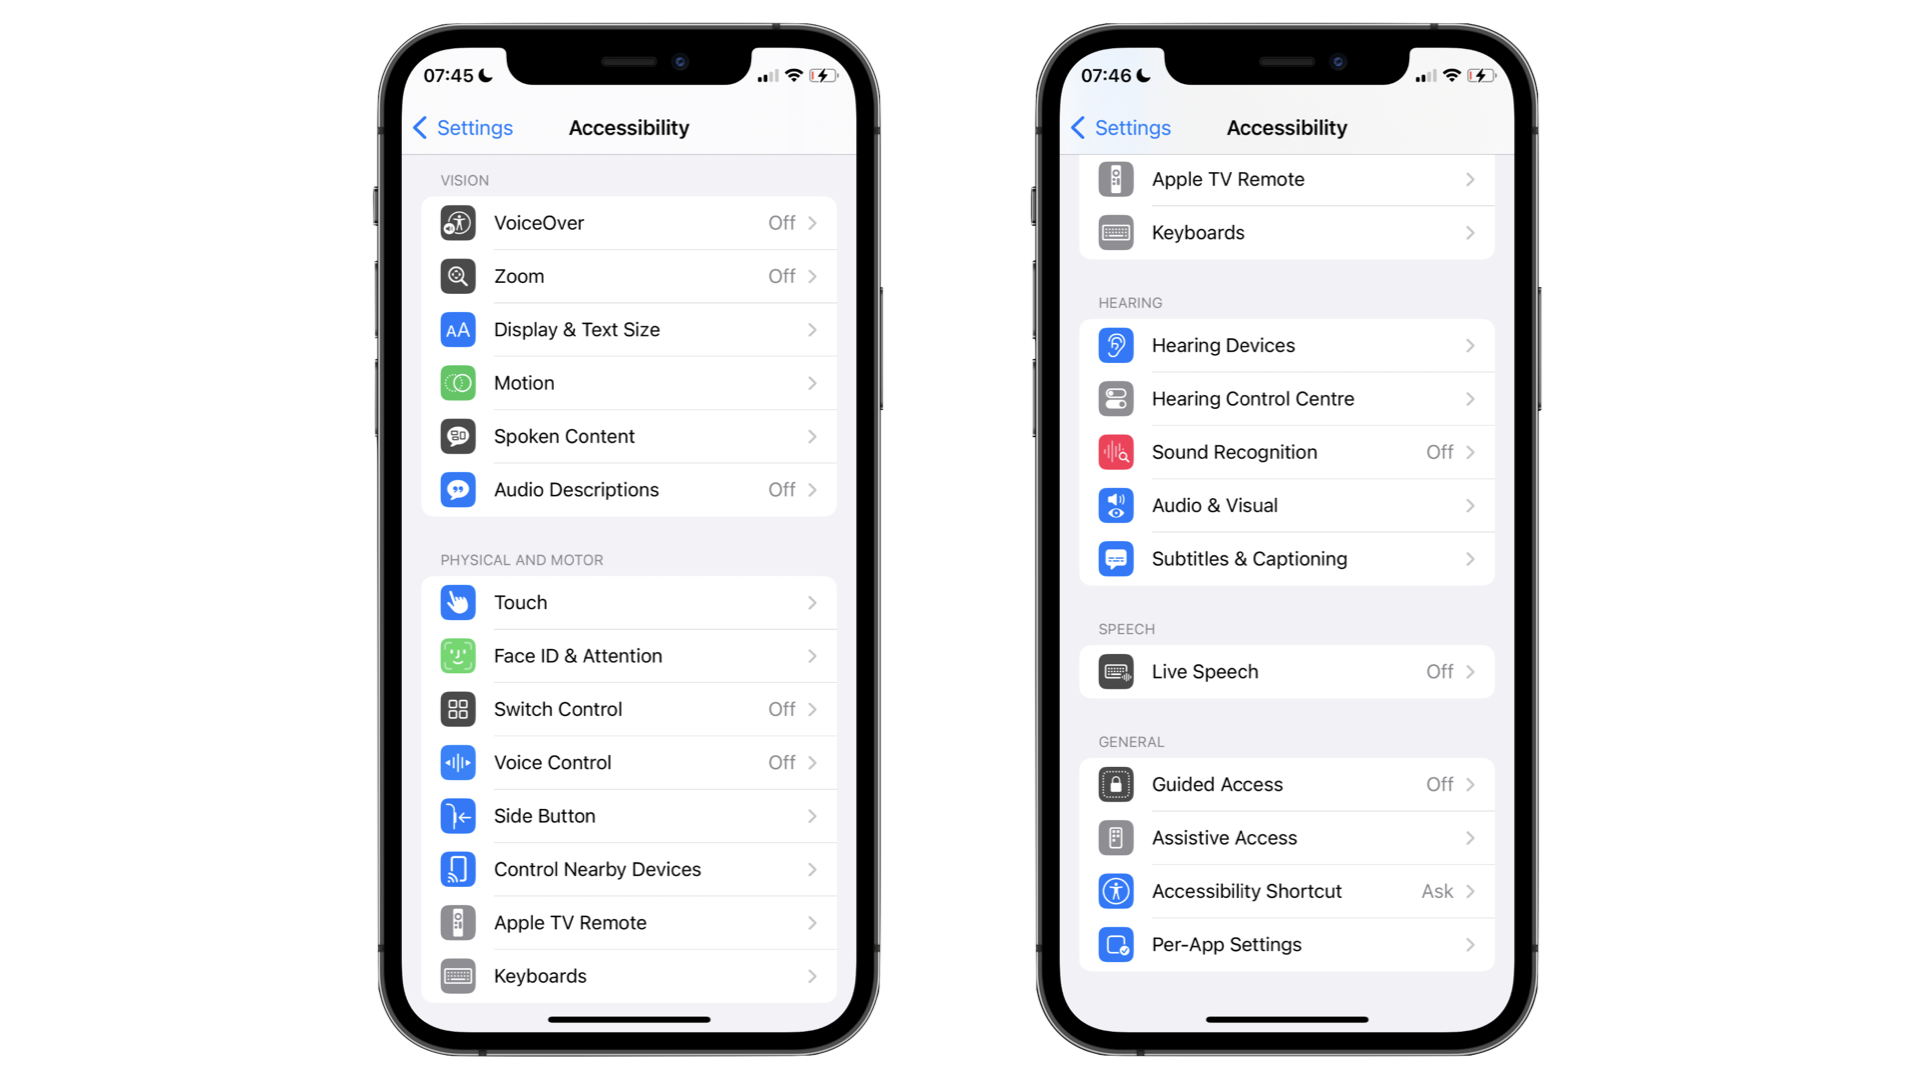 07:45
Settings Accessibility
VISION
VoiceOver Off
Zoom Off
AA Display & Text Size
Motion
Spoken Content
Audio Descriptions Off
PHYSICAL AND MOTOR
Touch
Face ID & Attention
Switch Control Off
Voice Control Off
Side Button
Control Nearby Devices
Apple TV Remote
Keyboards
07:46
Settings Accessibility
Apple TV Remote
Keyboards
HEARING
Hearing Devices
Hearing Control Centre
Sound Recognition Off
Audio & Visual
Subtitles & Captioning
SPEECH
Live Speech Off
GENERAL
Guided Access Off
Assistive Access
Accessibility Shortcut Ask
Per-App Settings